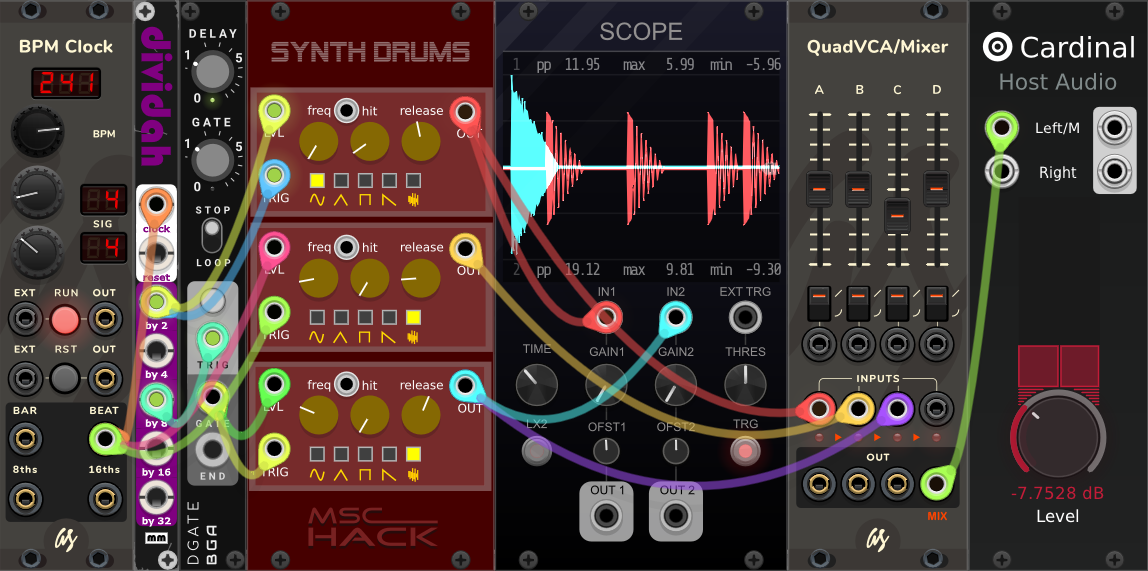 BPM Clock
241
BPM
4
SIG
4
EXT RUN OUT
EXT RST OUT
BAR BEAT
8ths 16ths
as
dividah
clock
reset
by 2
by 4
by 8
by 16
by 32
mm
DELAY
1 5
0
GATE
1 5
0
STOP
LOOP
TRIG
GATE
END
DGATE
BGA
SYNTH DRUMS
freq hit release
LVL OUT
TRIG
freq hit release
LVL OUT
TRIG
freq hit release
LVL OUT
TRIG
MSC
HACK
SCOPE
1 pp 11.95 max 5.99 min -5.96
2 pp 19.12 max 9.81 min -9.30
IN1 IN2 EXT TRG
TIME GAIN1 GAIN2 THRES
LX2 OFST1 OFST2 TRG
OUT 1 OUT 2
QuadVCA/Mixer
A B C D
INPUTS
OUT
MIX
as
Cardinal
Host Audio
Left/M
Right
-7.7528 dB
Level